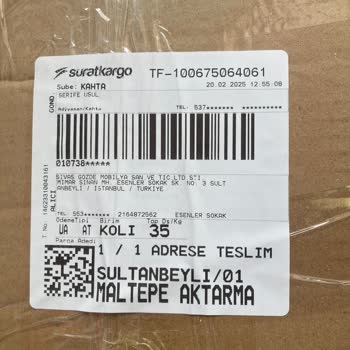 suratkargo
TF-100675064061
20.02.2025 12:55:08
Şube: KAHTA
SERIFE USUL
GOND
Adıyaman/Kahta
TEL: 537******* *******
010738*****
SIVAS GOZDE MOBILYA SAN VE TIC LTD STI
MIMAR SINAN MH. ESENLER SOKAK SK. NO: 3 SULT
ANBEYLI / ISTANBUL / TURKIYE
ALICI
TEL 553******* 2164872562 ESENLER SOKAK
OdemeTipi Birim Top Ds/Kg
UA AT KOLI 35
Parca Adedi
1 / 1 ADRESE TESLIM
SULTANBEYLI/01
MALTEPE AKTARMA